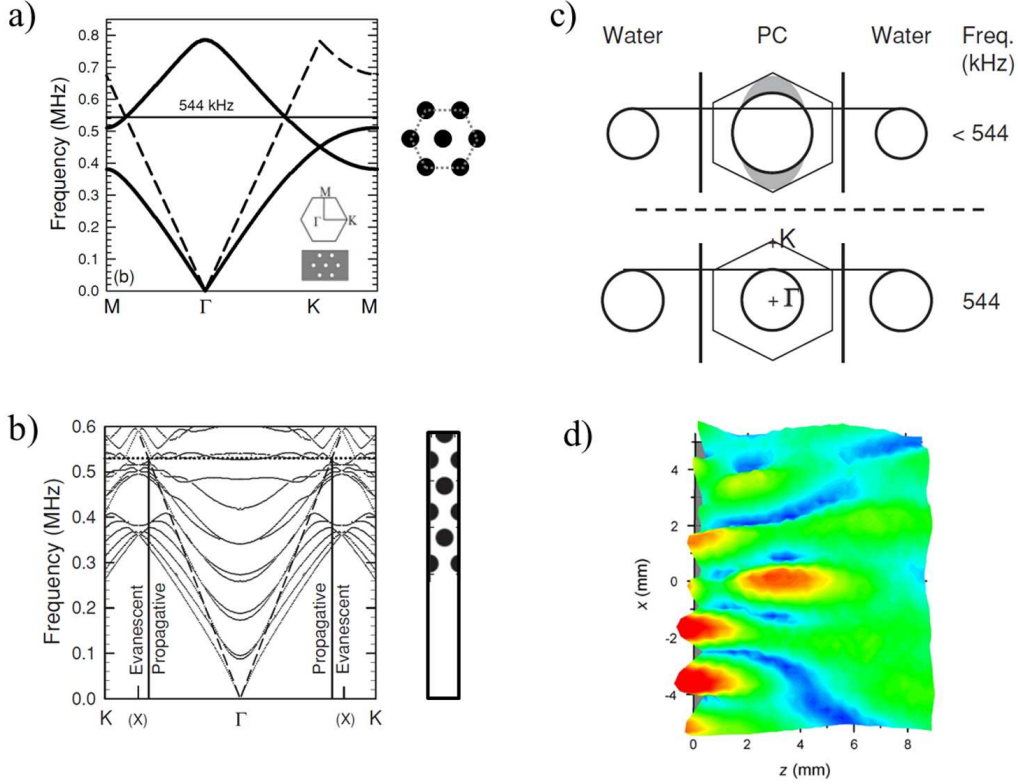 a)
Frequency (MHz)
0.8
0.7
0.6
0.5
0.4
0.3
0.2
0.1
0.0
544 kHz
M
Γ
K
(b)
M Γ K M
c)
Water PC Water Freq.
(kHz)
< 544
+K
+Γ
544
b)
Frequency (MHz)
0.6
0.5
0.4
0.3
0.2
0.1
0.0
Evanescent
Propagative
Propagative
Evanescent
K (X) Γ (X) K
d)
x (mm)
4
2
0
-2
-4
0 2 4 6 8
z (mm)